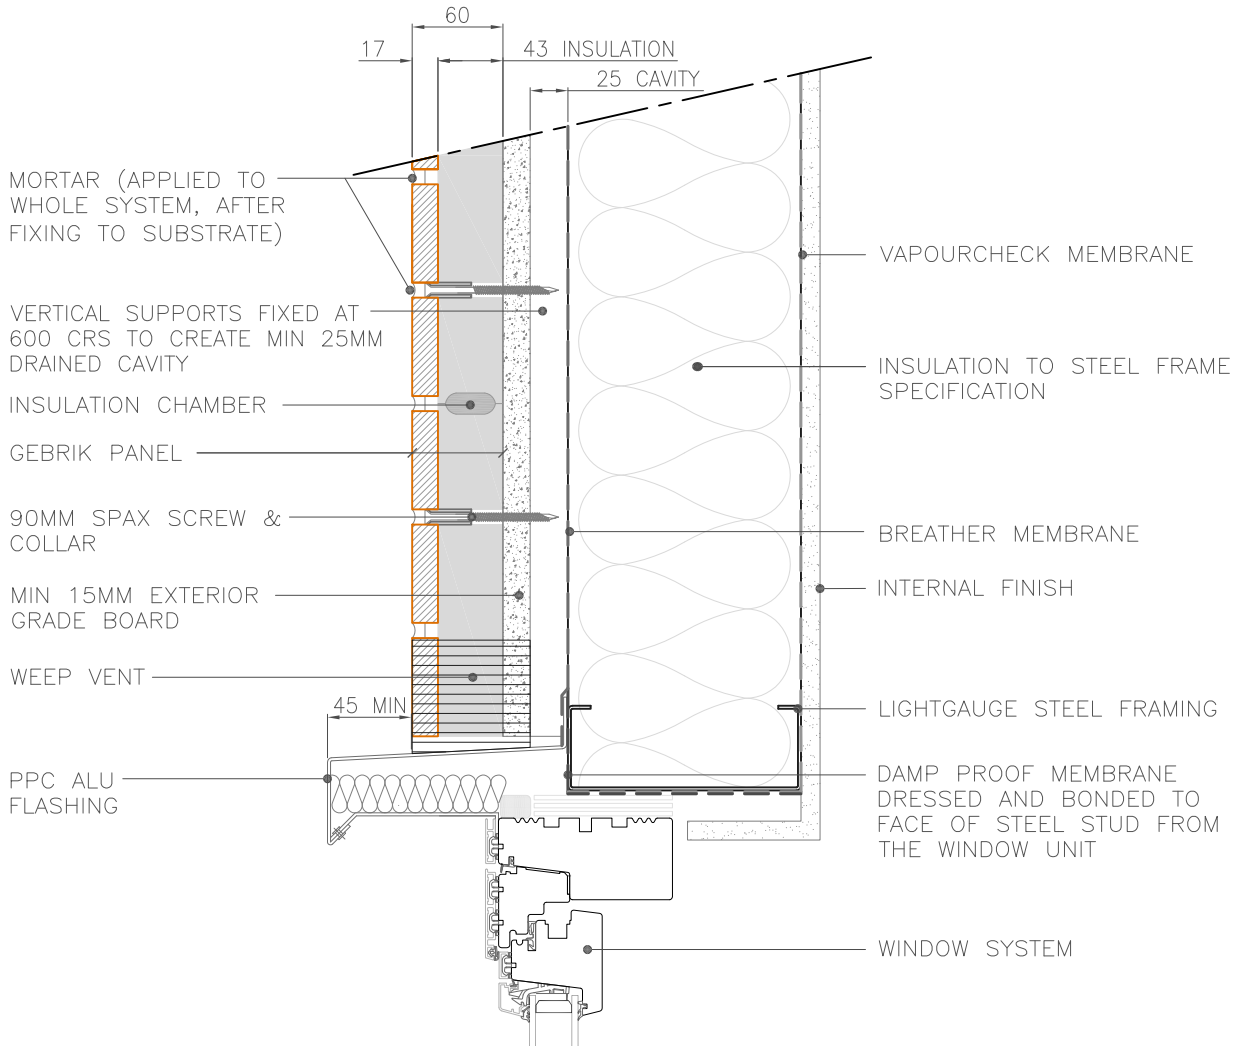 60
17
43 INSULATION
25 CAVITY
MORTAR (APPLIED TO
WHOLE SYSTEM, AFTER
FIXING TO SUBSTRATE)
VERTICAL SUPPORTS FIXED AT
600 CRS TO CREATE MIN 25MM
DRAINED CAVITY
INSULATION CHAMBER
GEBRIK PANEL
90MM SPAX SCREW &
COLLAR
MIN 15MM EXTERIOR
GRADE BOARD
WEEP VENT
45 MIN
PPC ALU
FLASHING
VAPOURCHECK MEMBRANE
INSULATION TO STEEL FRAME
SPECIFICATION
BREATHER MEMBRANE
INTERNAL FINISH
LIGHTGAUGE STEEL FRAMING
DAMP PROOF MEMBRANE
DRESSED AND BONDED TO
FACE OF STEEL STUD FROM
THE WINDOW UNIT
WINDOW SYSTEM